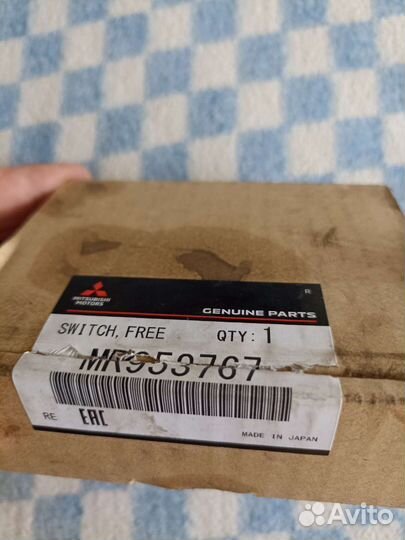 MITSUBISHI
MOTORS
R
GENUINE PARTS
SWITCH, FREE QTY: 1
MR953767
RE EAC
MADE IN JAPAN
Avito